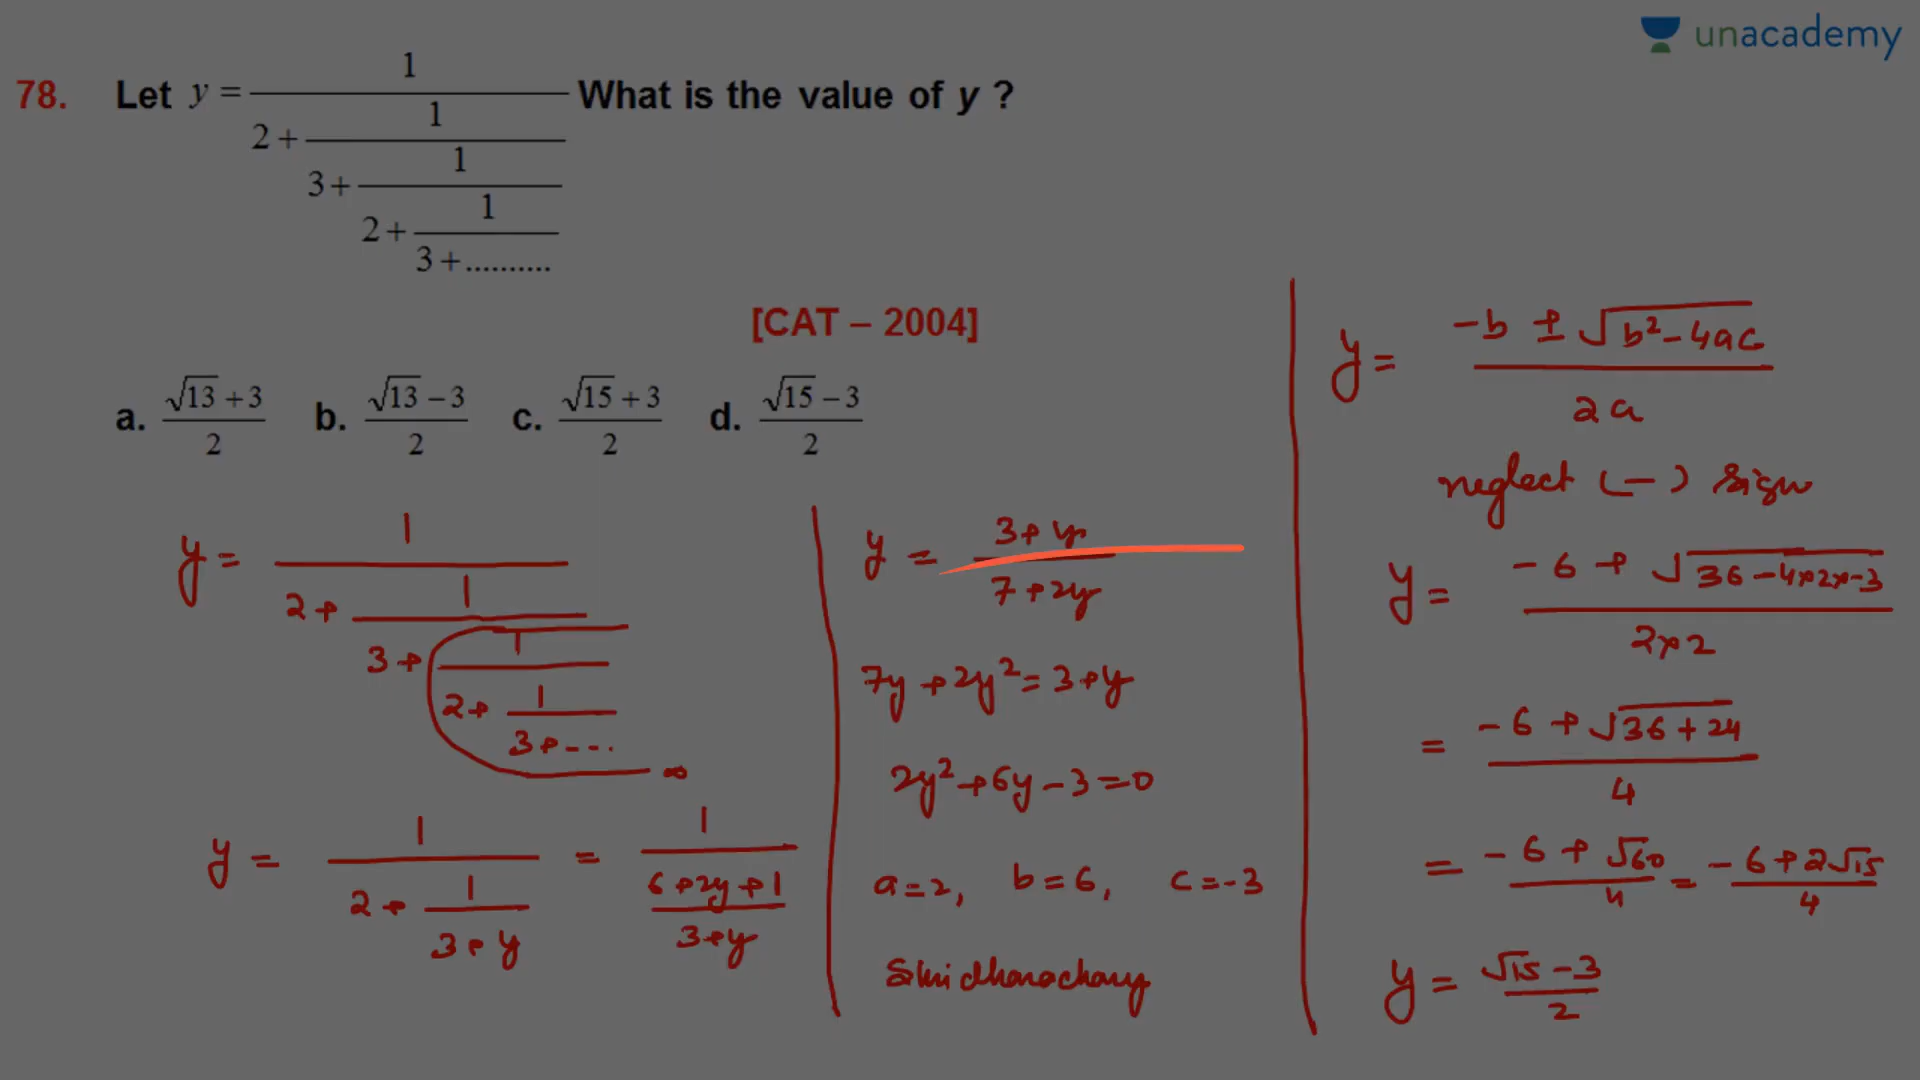 unacademy
78. Let y = 1/(2 + 1/(3 + 1/(2 + 1/(3 + ..........)))) What is the value of y ?
[CAT – 2004]
a. (√13 + 3)/2 b. (√13 – 3)/2 c. (√15 + 3)/2 d. (√15 – 3)/2
y = 1/(2 + 1/(3 + 1/(2 + 1/(3 + ...)))) ∞
y = 1/(2 + 1/(3 + y)) = 1/((6 + 2y + 1)/(3 + y))
y = (3 + y)/(7 + 2y)
7y + 2y² = 3 + y
2y² + 6y – 3 = 0
a = 2, b = 6, c = -3
Shridharachary
y = (-b ± √(b² - 4ac))/(2a)
neglect (–) sign
y = (-6 + √(36 - 4×2×-3))/(2×2)
= (-6 + √(36 + 24))/4
= (-6 + √60)/4 = (-6 + 2√15)/4
y = (√15 - 3)/2